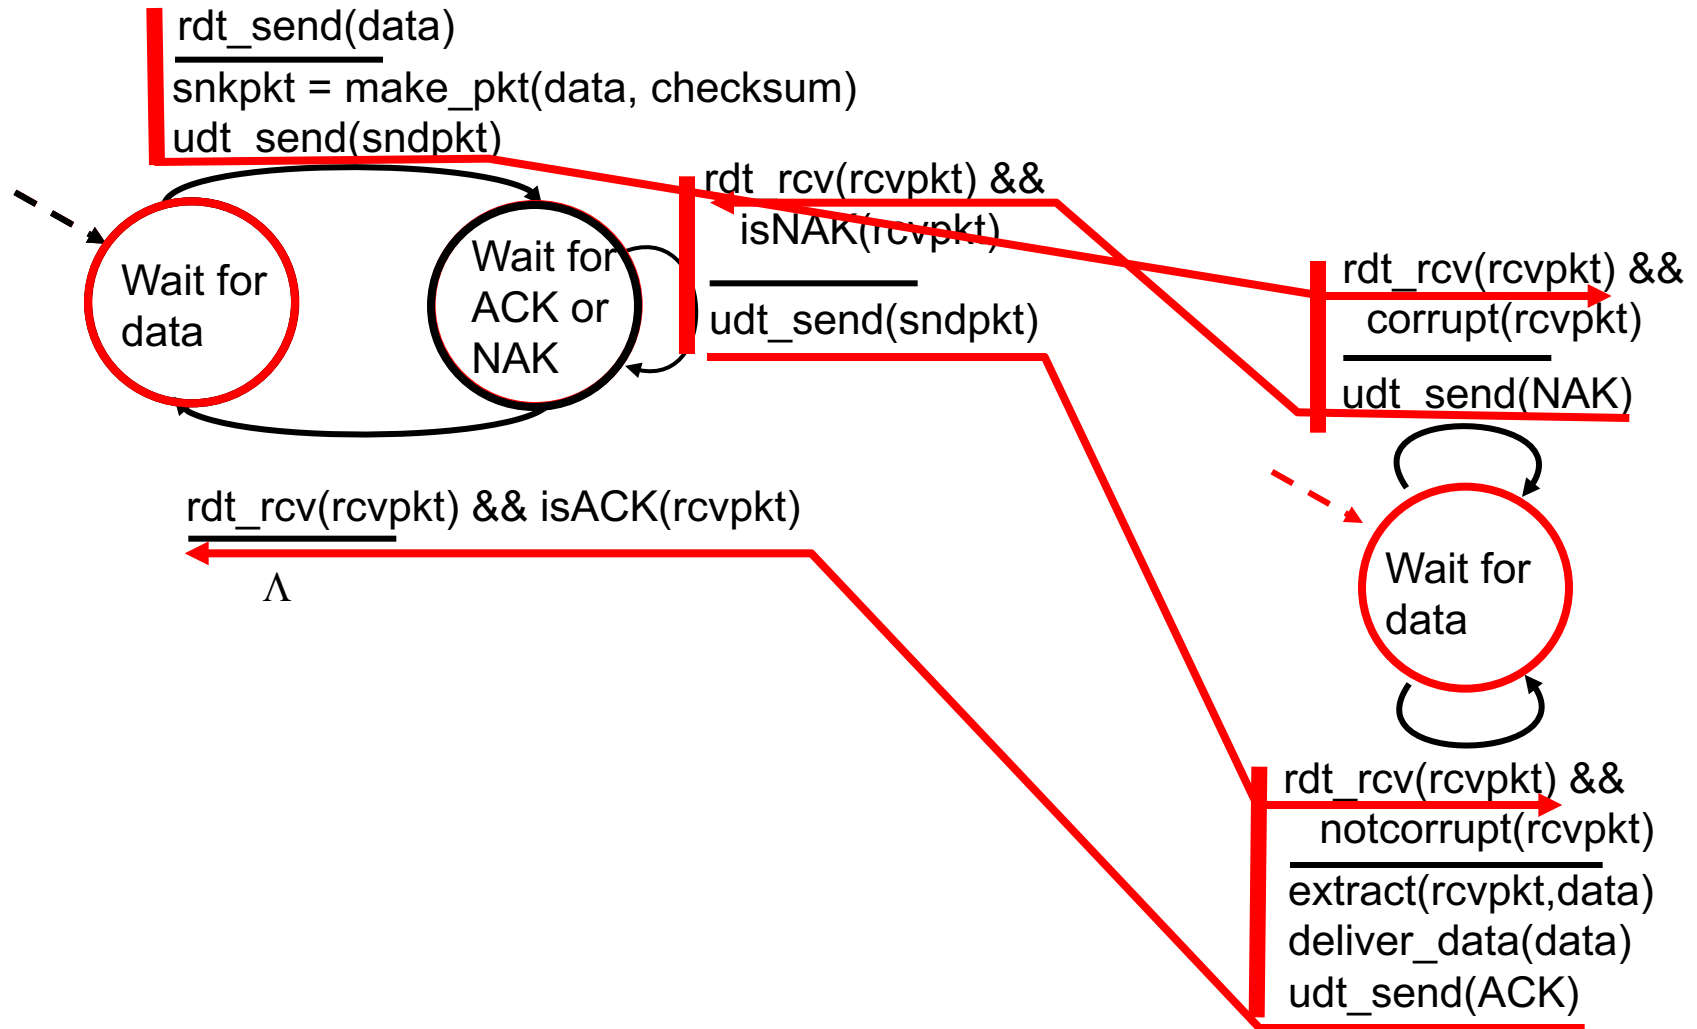 rdt_send(data)
snkpkt = make_pkt(data, checksum)
udt_send(sndpkt)
rdt_rcv(rcvpkt) &&
isNAK(rcvpkt)
udt_send(sndpkt)
Wait for
data
Wait for
ACK or
NAK
rdt_rcv(rcvpkt) && isACK(rcvpkt)
Λ
rdt_rcv(rcvpkt) &&
corrupt(rcvpkt)
udt_send(NAK)
Wait for
data
rdt_rcv(rcvpkt) &&
notcorrupt(rcvpkt)
extract(rcvpkt,data)
deliver_data(data)
udt_send(ACK)